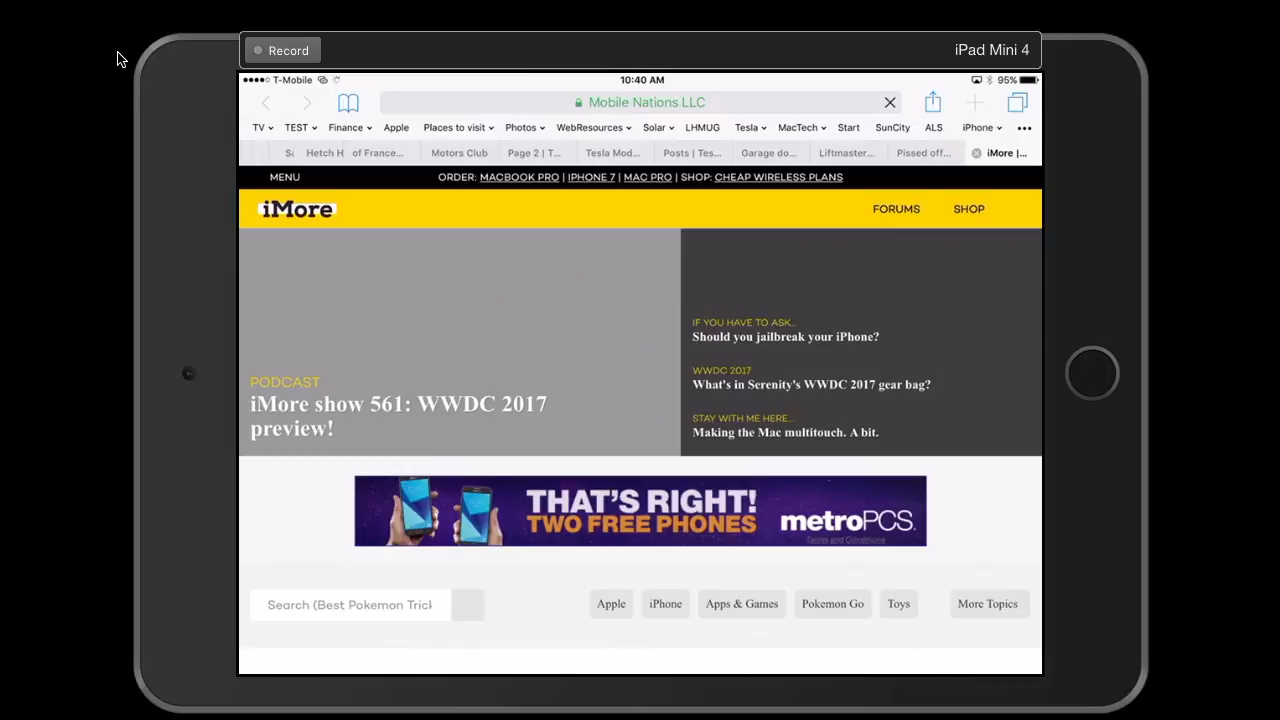 Record
iPad Mini 4
T-Mobile 10:40 AM 95%
Mobile Nations LLC
TV TEST Finance Apple Places to visit Photos WebResources Solar LHMUG Tesla MacTech Start SunCity ALS iPhone
Hetch H of France... Motors Club Page 2 | T... Tesla Mod... Posts | Tes... Garage do... Liftmaster... Pissed off... iMore |...
MENU ORDER: MACBOOK PRO | IPHONE 7 | MAC PRO | SHOP: CHEAP WIRELESS PLANS
iMore FORUMS SHOP
PODCAST
iMore show 561: WWDC 2017
preview!
IF YOU HAVE TO ASK...
Should you jailbreak your iPhone?
WWDC 2017
What's in Serenity's WWDC 2017 gear bag?
STAY WITH ME HERE...
Making the Mac multitouch. A bit.
THAT'S RIGHT!
TWO FREE PHONES
metroPCS.
Terms and Conditions
Search (Best Pokemon Trick
Apple iPhone Apps & Games Pokemon Go Toys More Topics